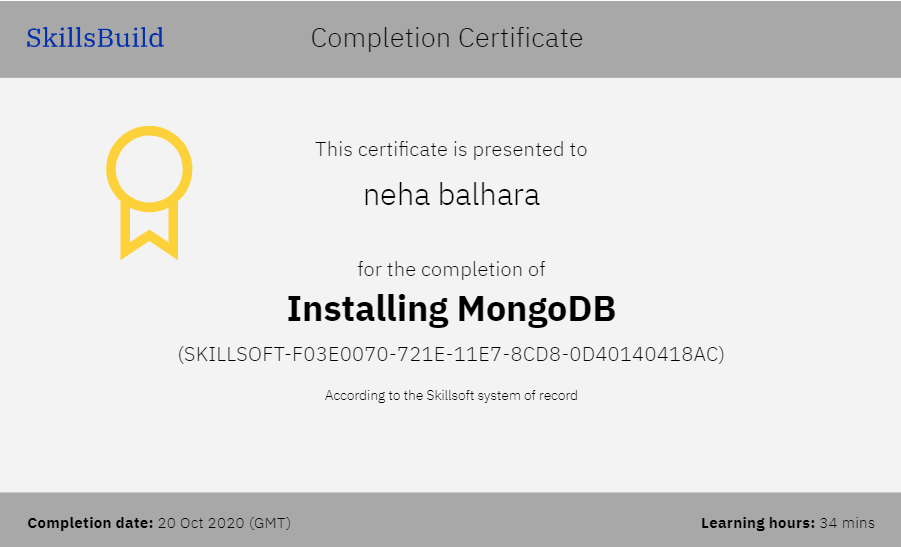 SkillsBuild
Completion Certificate
This certificate is presented to
neha balhara
for the completion of
Installing MongoDB
(SKILLSOFT-F03E0070-721E-11E7-8CD8-0D40140418AC)
According to the Skillsoft system of record
Completion date: 20 Oct 2020 (GMT)
Learning hours: 34 mins